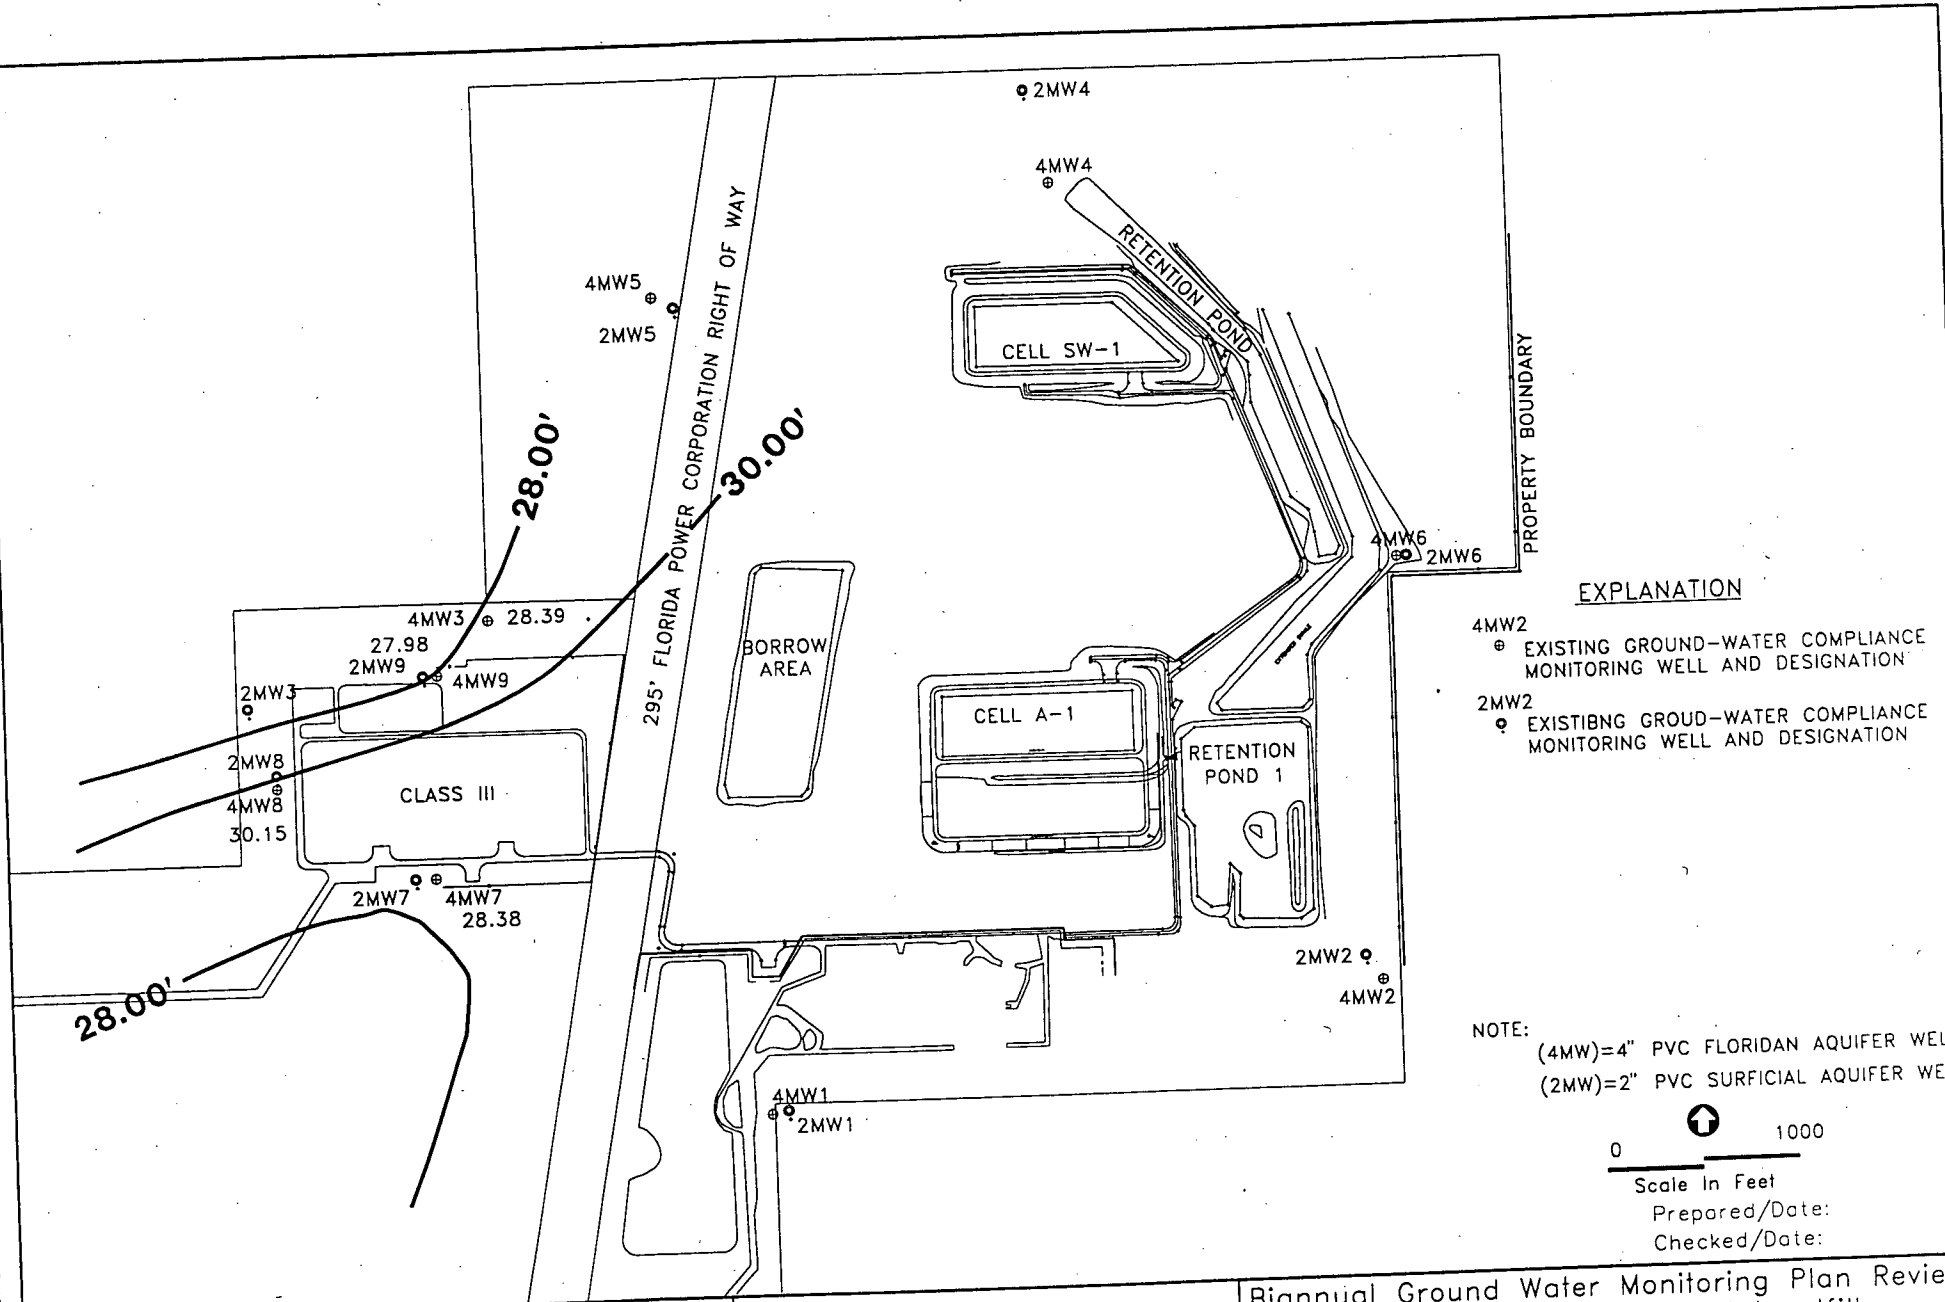 2MW4
4MW4
RETENTION POND
4MW5
2MW5
295' FLORIDA POWER CORPORATION RIGHT OF WAY
CELL SW-1
PROPERTY BOUNDARY
28.00'
30.00'
4MW6
2MW6
4MW3
28.39
27.98
2MW9
4MW9
2MW3
BORROW
AREA
CELL A-1
RETENTION
POND 1
2MW8
4MW8
30.15
CLASS III
2MW7
4MW7
28.38
28.00'
2MW2
4MW2
4MW1
2MW1
EXPLANATION
4MW2
EXISTING GROUND-WATER COMPLIANCE
MONITORING WELL AND DESIGNATION
2MW2
EXISTIBNG GROUD-WATER COMPLIANCE
MONITORING WELL AND DESIGNATION
NOTE:
(4MW)=4" PVC FLORIDAN AQUIFER WEL
(2MW)=2" PVC SURFICIAL AQUIFER WE
0 1000
Scale In Feet
Prepared/Date:
Checked/Date:
Biannual Ground Water Monitoring Plan Revie